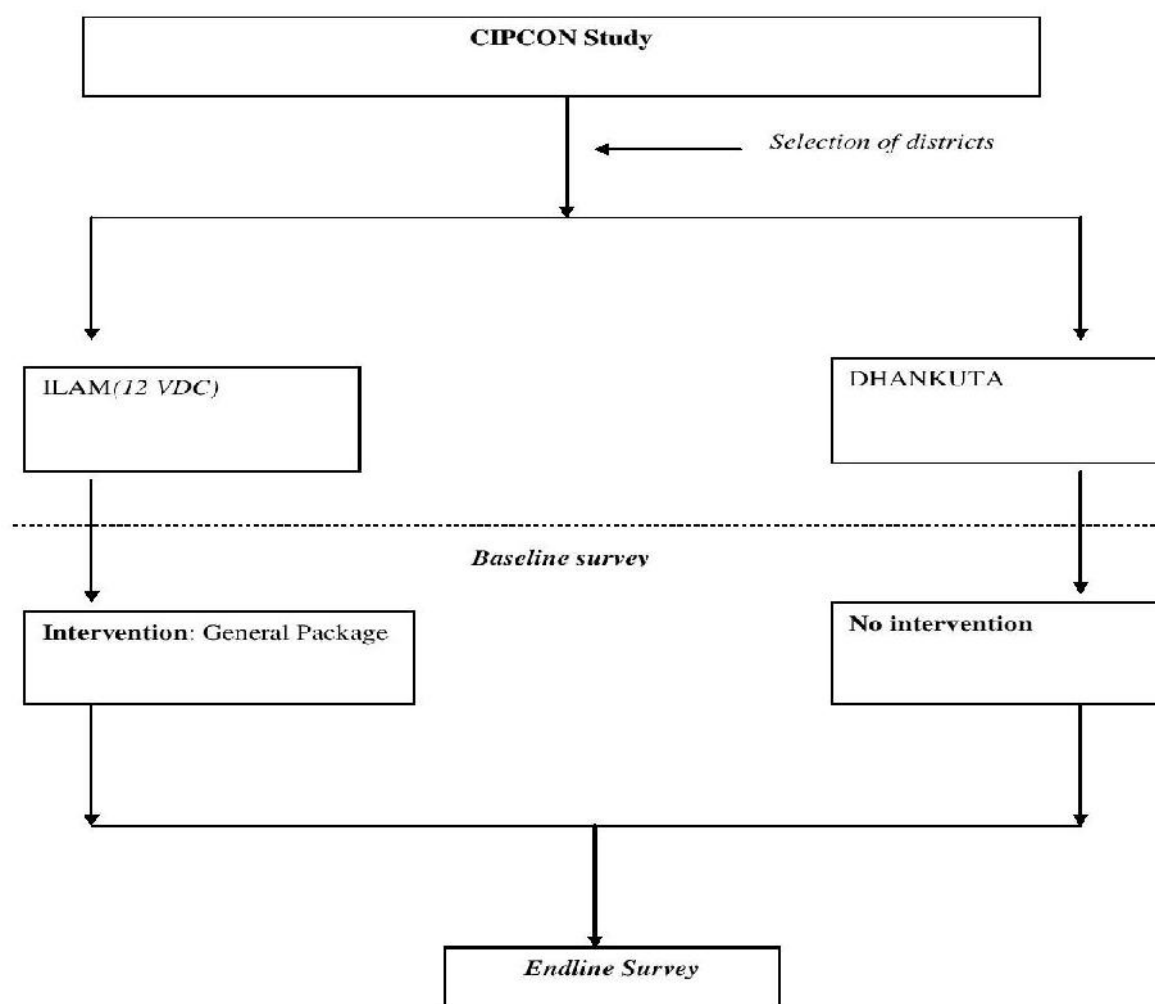 CIPCON Study
Selection of districts
ILAM(12 VDC)
DHANKUTA
Baseline survey
Intervention: General Package
No intervention
Endline Survey